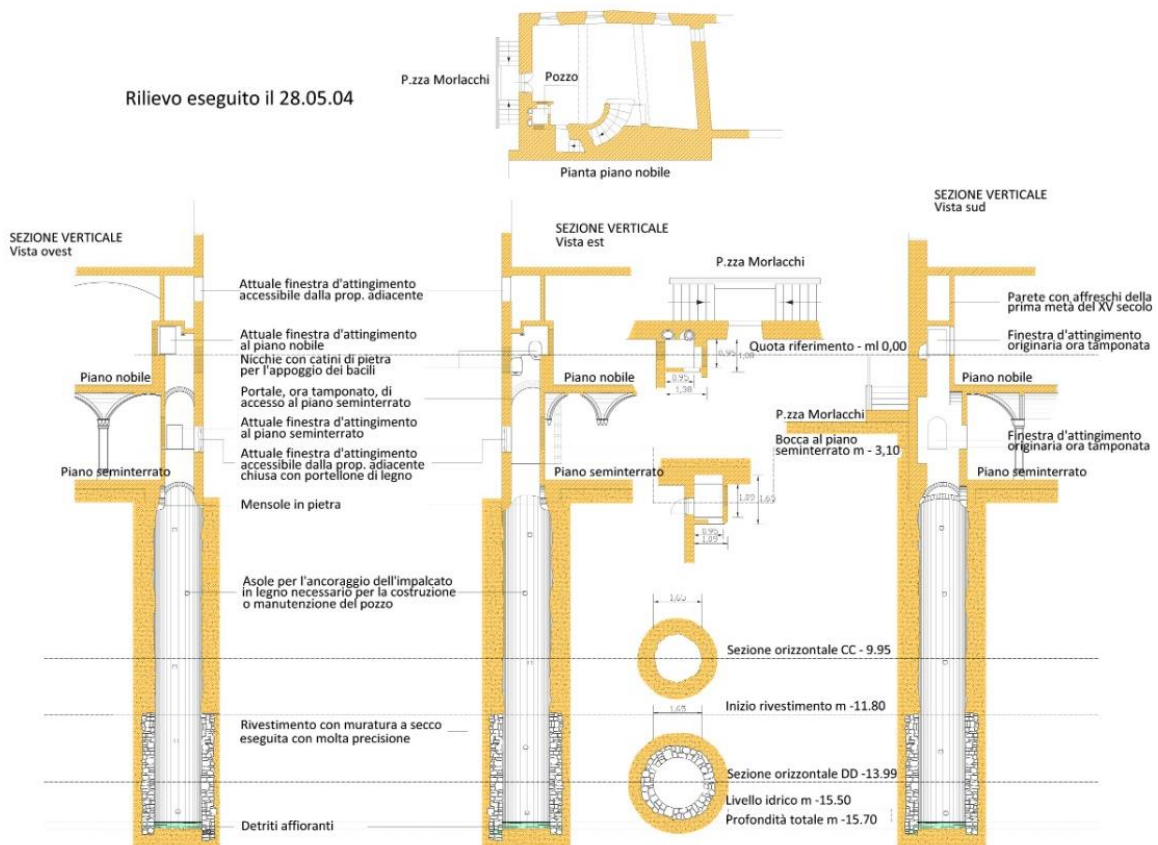 P.zza Morlacchi
Pozzo
Rilievo eseguito il 28.05.04
Pianta piano nobile
SEZIONE VERTICALE
Vista ovest
SEZIONE VERTICALE
Vista est
SEZIONE VERTICALE
Vista sud
Attuale finestra d'attingimento
accessibile dalla prop. adiacente
Attuale finestra d'attingimento
al piano nobile
Nicchie con catini di pietra
per l'appoggio dei bacili
Portale, ora tamponato, di
accesso al piano seminterrato
Attuale finestra d'attingimento
al piano seminterrato
Attuale finestra d'attingimento
accessibile dalla prop. adiacente
chiusa con portellone di legno
Mensole in pietra
Asole per l'ancoraggio dell'impalcato
in legno necessario per la costruzione
o manutenzione del pozzo
Rivestimento con muratura a secco
eseguita con molta precisione
Detriti affioranti
Piano nobile
Piano seminterrato
Piano nobile
Piano seminterrato
P.zza Morlacchi
Quota riferimento - ml 0,00
0,95
1,08
0,95
1,38
P.zza Morlacchi
Bocca al piano
seminterrato m - 3,10
1,09
1,65
0,95
1,09
1,65
Sezione orizzontale CC - 9.95
Inizio rivestimento m -11.80
1,65
Sezione orizzontale DD -13.99
Livello idrico m -15.50
Profondità totale m -15.70
Parete con affreschi della
prima metà del XV secolo
Finestra d'attingimento
originaria ora tamponata
Piano nobile
Finestra d'attingimento
originaria ora tamponata
Piano seminterrato